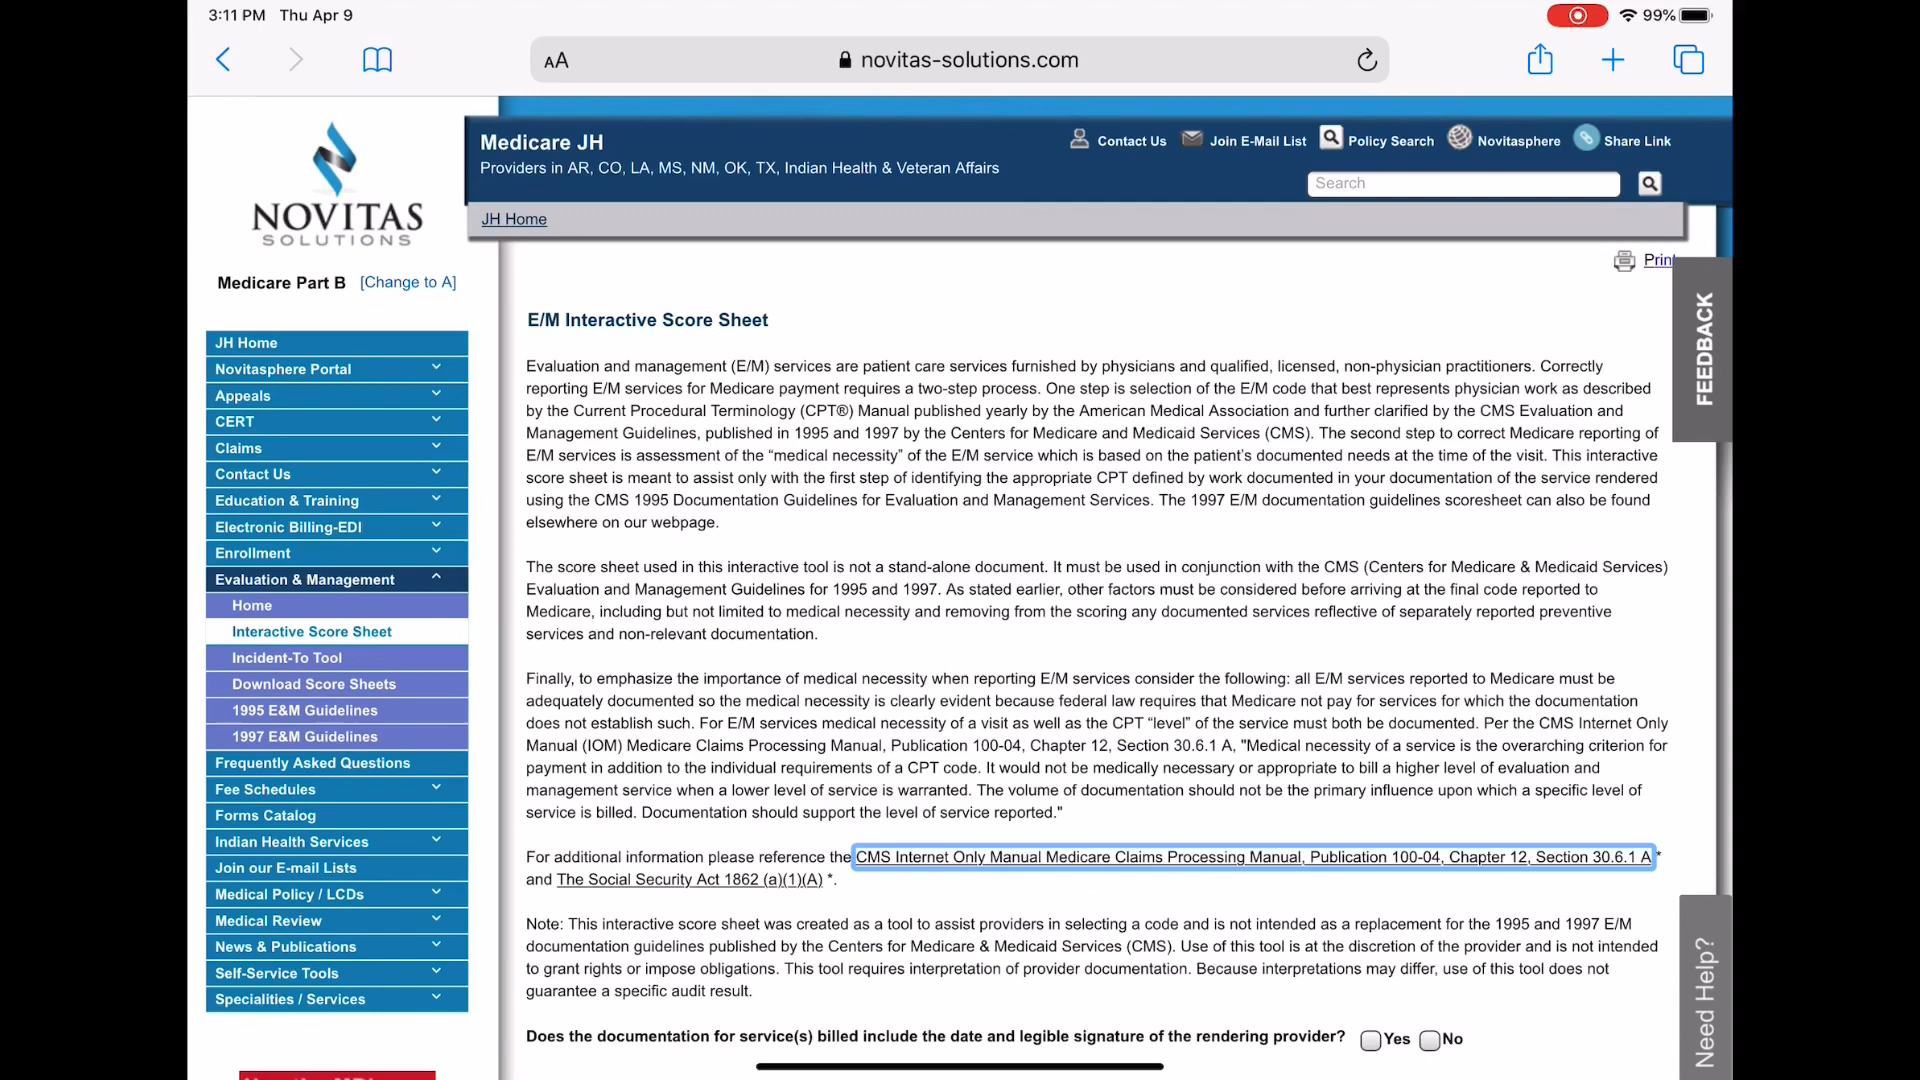 3:11 PM Thu Apr 9
99%
AA
novitas-solutions.com
NOVITAS
SOLUTIONS
Medicare Part B [Change to A]
JH Home
Novitasphere Portal
Appeals
CERT
Claims
Contact Us
Education & Training
Electronic Billing-EDI
Enrollment
Evaluation & Management
Home
Interactive Score Sheet
Incident-To Tool
Download Score Sheets
1995 E&M Guidelines
1997 E&M Guidelines
Frequently Asked Questions
Fee Schedules
Forms Catalog
Indian Health Services
Join our E-mail Lists
Medical Policy / LCDs
Medical Review
News & Publications
Self-Service Tools
Specialities / Services
Medicare JH
Providers in AR, CO, LA, MS, NM, OK, TX, Indian Health & Veteran Affairs
Contact Us Join E-Mail List Policy Search Novitasphere Share Link
Search
JH Home
Print
FEEDBACK
E/M Interactive Score Sheet
Evaluation and management (E/M) services are patient care services furnished by physicians and qualified, licensed, non-physician practitioners. Correctly
reporting E/M services for Medicare payment requires a two-step process. One step is selection of the E/M code that best represents physician work as described
by the Current Procedural Terminology (CPT®) Manual published yearly by the American Medical Association and further clarified by the CMS Evaluation and
Management Guidelines, published in 1995 and 1997 by the Centers for Medicare and Medicaid Services (CMS). The second step to correct Medicare reporting of
E/M services is assessment of the “medical necessity” of the E/M service which is based on the patient’s documented needs at the time of the visit. This interactive
score sheet is meant to assist only with the first step of identifying the appropriate CPT defined by work documented in your documentation of the service rendered
using the CMS 1995 Documentation Guidelines for Evaluation and Management Services. The 1997 E/M documentation guidelines scoresheet can also be found
elsewhere on our webpage.
The score sheet used in this interactive tool is not a stand-alone document. It must be used in conjunction with the CMS (Centers for Medicare & Medicaid Services)
Evaluation and Management Guidelines for 1995 and 1997. As stated earlier, other factors must be considered before arriving at the final code reported to
Medicare, including but not limited to medical necessity and removing from the scoring any documented services reflective of separately reported preventive
services and non-relevant documentation.
Finally, to emphasize the importance of medical necessity when reporting E/M services consider the following: all E/M services reported to Medicare must be
adequately documented so the medical necessity is clearly evident because federal law requires that Medicare not pay for services for which the documentation
does not establish such. For E/M services medical necessity of a visit as well as the CPT “level” of the service must both be documented. Per the CMS Internet Only
Manual (IOM) Medicare Claims Processing Manual, Publication 100-04, Chapter 12, Section 30.6.1 A, "Medical necessity of a service is the overarching criterion for
payment in addition to the individual requirements of a CPT code. It would not be medically necessary or appropriate to bill a higher level of evaluation and
management service when a lower level of service is warranted. The volume of documentation should not be the primary influence upon which a specific level of
service is billed. Documentation should support the level of service reported."
For additional information please reference the CMS Internet Only Manual Medicare Claims Processing Manual, Publication 100-04, Chapter 12, Section 30.6.1 A *
and The Social Security Act 1862 (a)(1)(A) *.
Note: This interactive score sheet was created as a tool to assist providers in selecting a code and is not intended as a replacement for the 1995 and 1997 E/M
documentation guidelines published by the Centers for Medicare & Medicaid Services (CMS). Use of this tool is at the discretion of the provider and is not intended
to grant rights or impose obligations. This tool requires interpretation of provider documentation. Because interpretations may differ, use of this tool does not
guarantee a specific audit result.
Does the documentation for service(s) billed include the date and legible signature of the rendering provider? Yes No
Need Help?